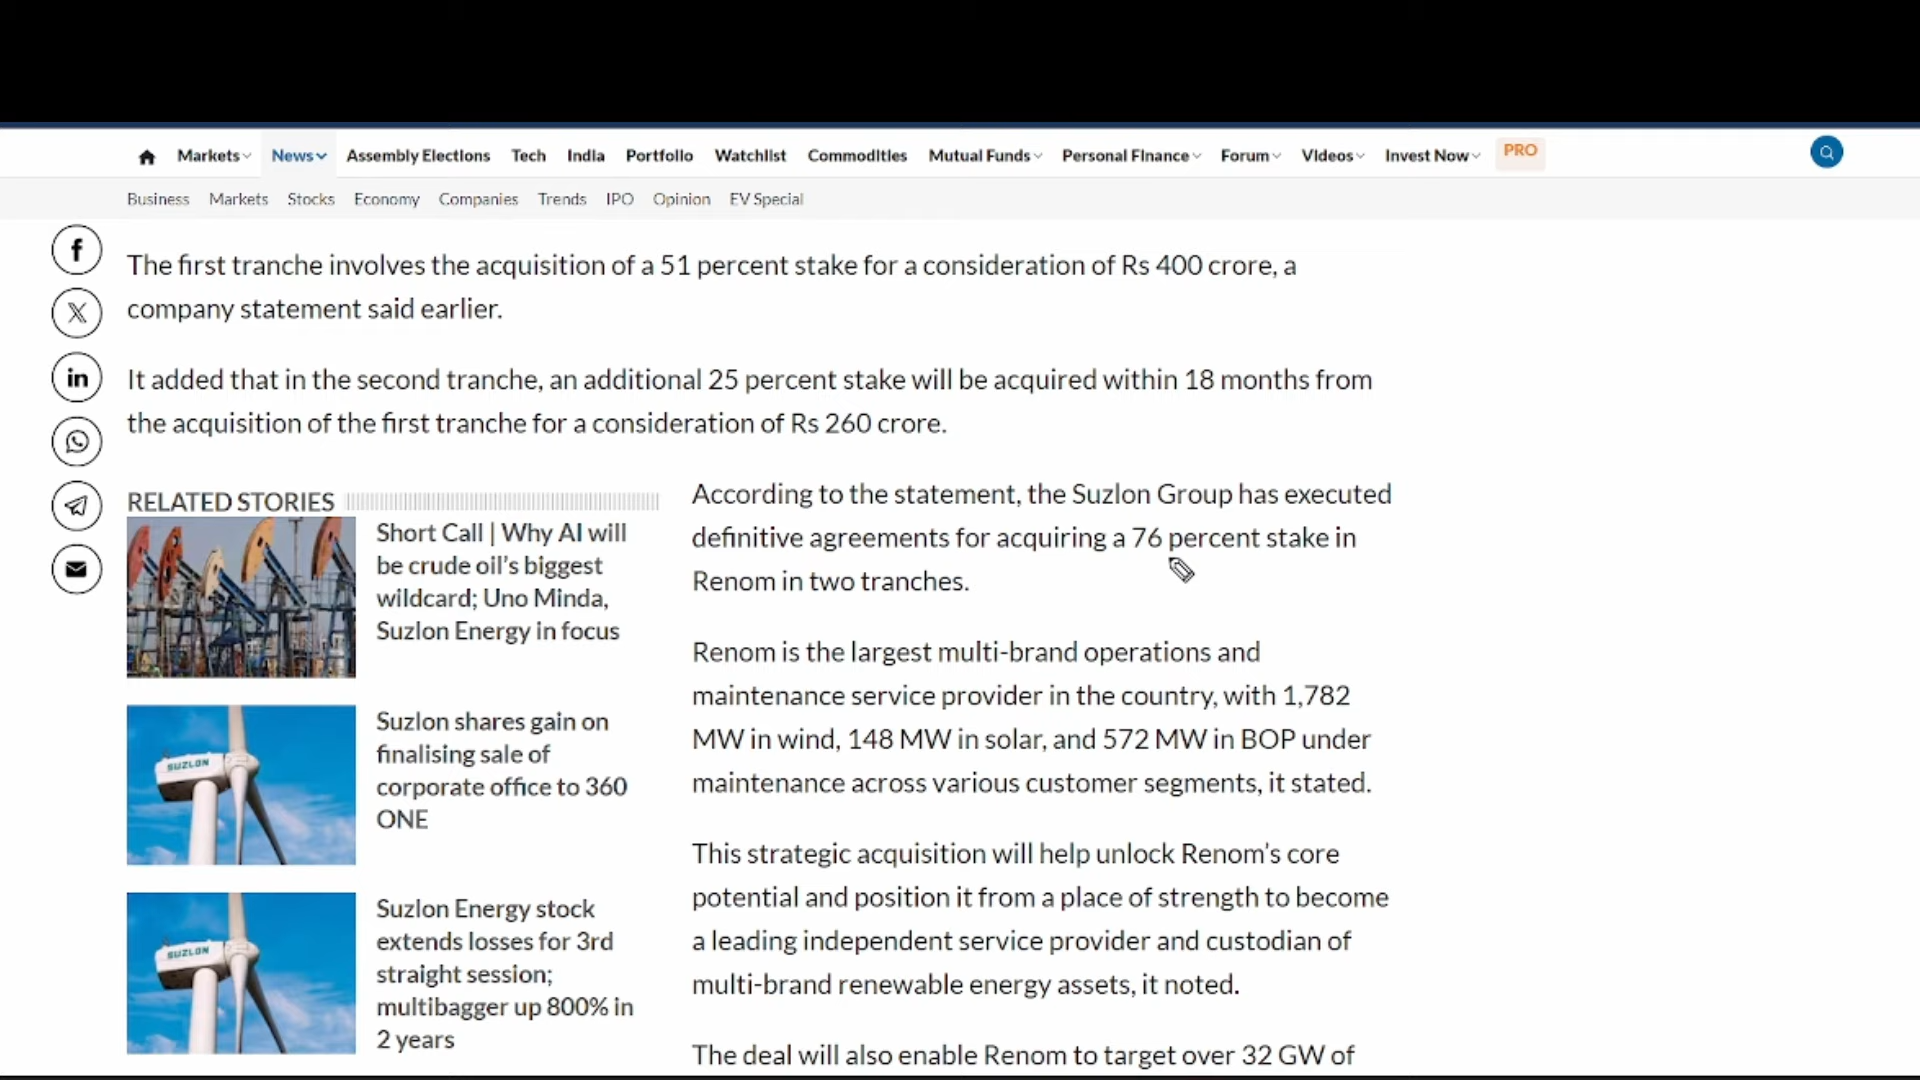 Markets
News
Assembly Elections
Tech
India
Portfolio
Watchlist
Commodities
Mutual Funds
Personal Finance
Forum
Videos
Invest Now
PRO
Business
Markets
Stocks
Economy
Companies
Trends
IPO
Opinion
EV Special
The first tranche involves the acquisition of a 51 percent stake for a consideration of Rs 400 crore, a
company statement said earlier.
It added that in the second tranche, an additional 25 percent stake will be acquired within 18 months from
the acquisition of the first tranche for a consideration of Rs 260 crore.
RELATED STORIES
Short Call | Why AI will
be crude oil's biggest
wildcard; Uno Minda,
Suzlon Energy in focus
SUZLON
Suzlon shares gain on
finalising sale of
corporate office to 360
ONE
SUZLON
Suzlon Energy stock
extends losses for 3rd
straight session;
multibagger up 800% in
2 years
According to the statement, the Suzlon Group has executed
definitive agreements for acquiring a 76 percent stake in
Renom in two tranches.
Renom is the largest multi-brand operations and
maintenance service provider in the country, with 1,782
MW in wind, 148 MW in solar, and 572 MW in BOP under
maintenance across various customer segments, it stated.
This strategic acquisition will help unlock Renom's core
potential and position it from a place of strength to become
a leading independent service provider and custodian of
multi-brand renewable energy assets, it noted.
The deal will also enable Renom to target over 32 GW of